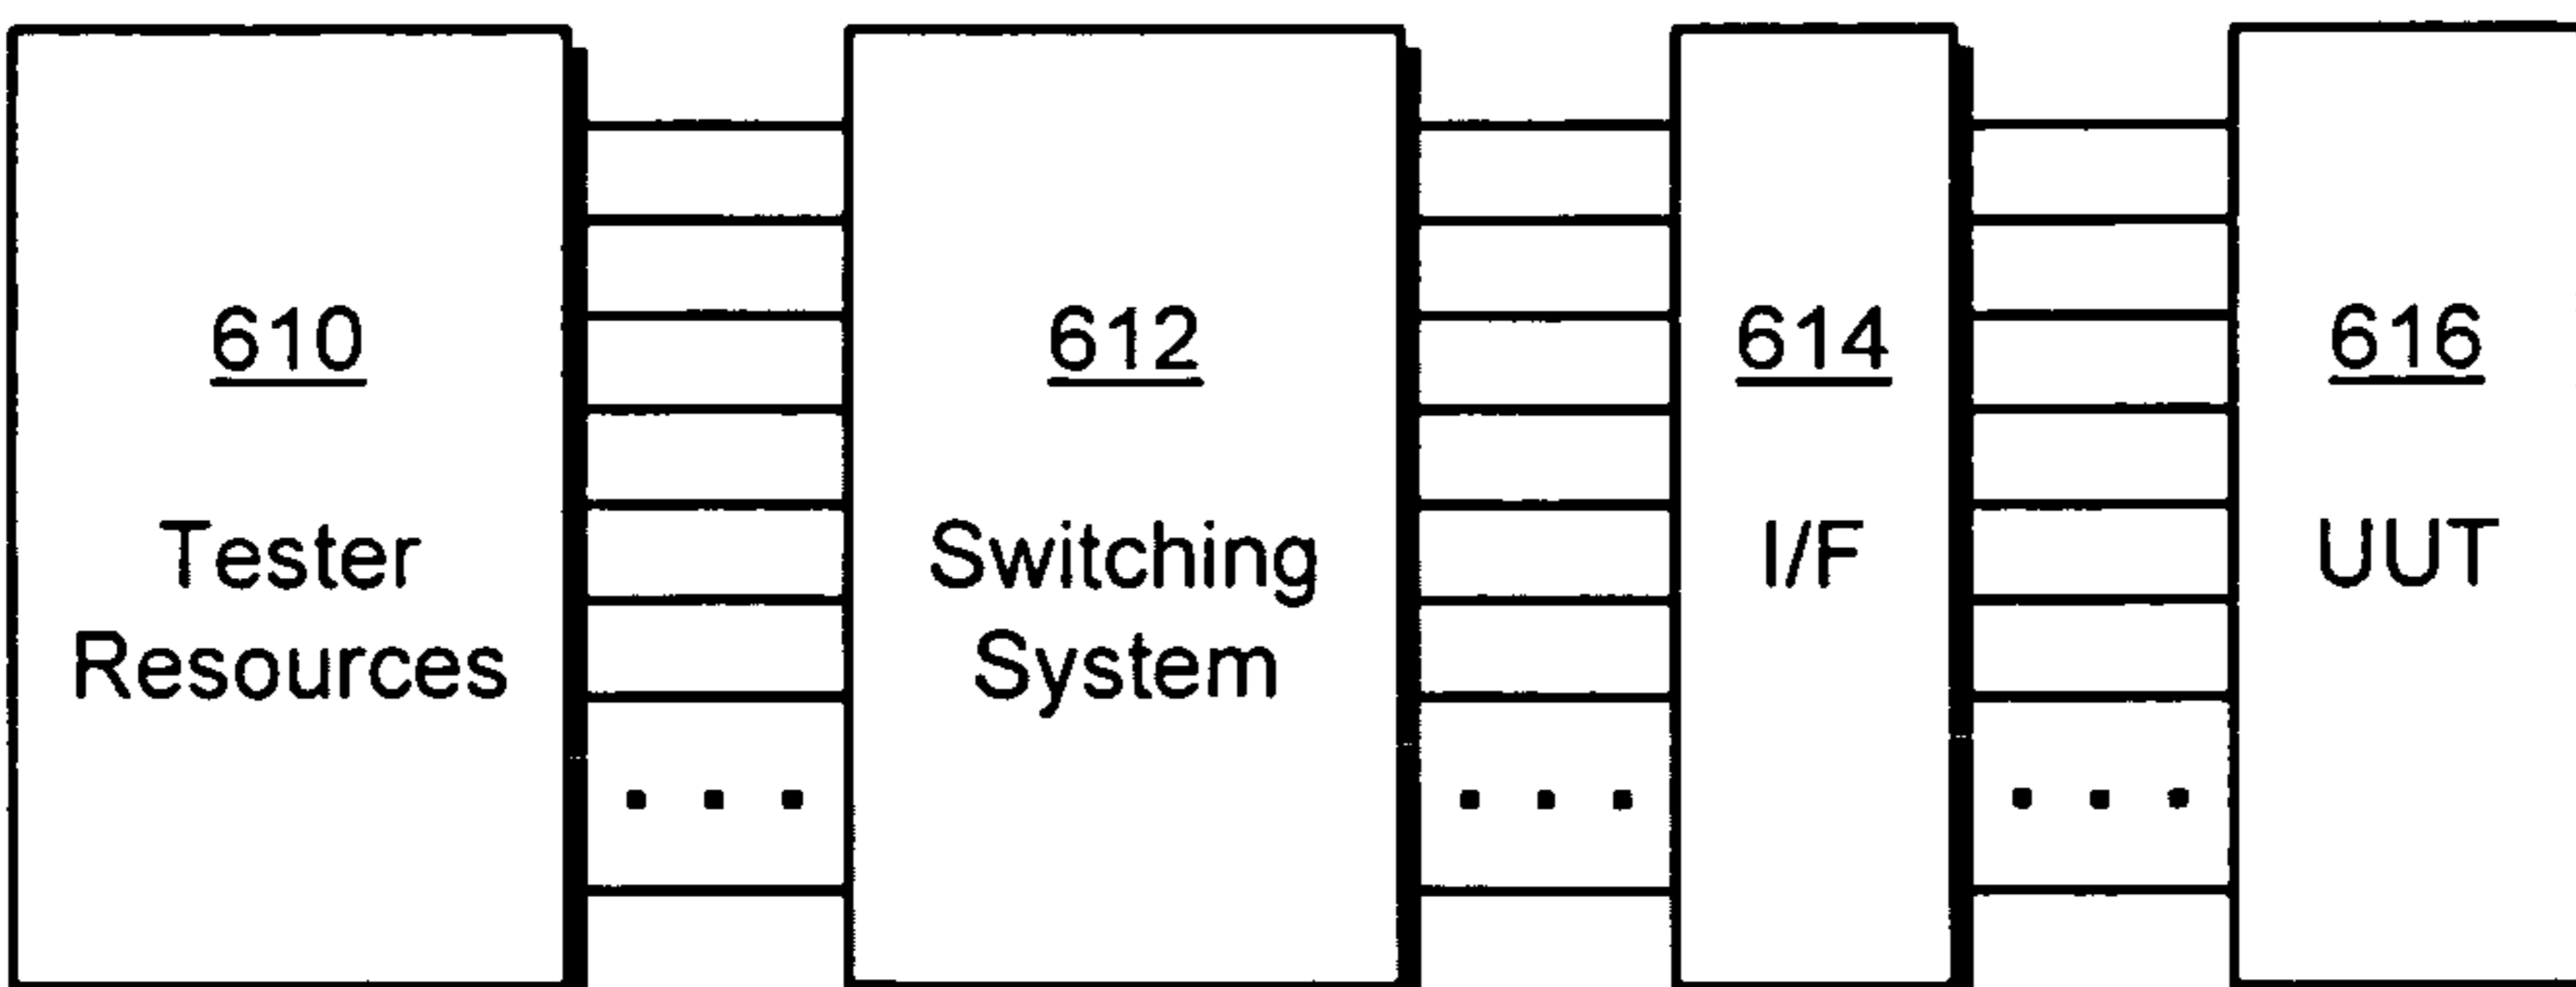 610
Tester
Resources
612
Switching
System
614
I/F
616
UUT